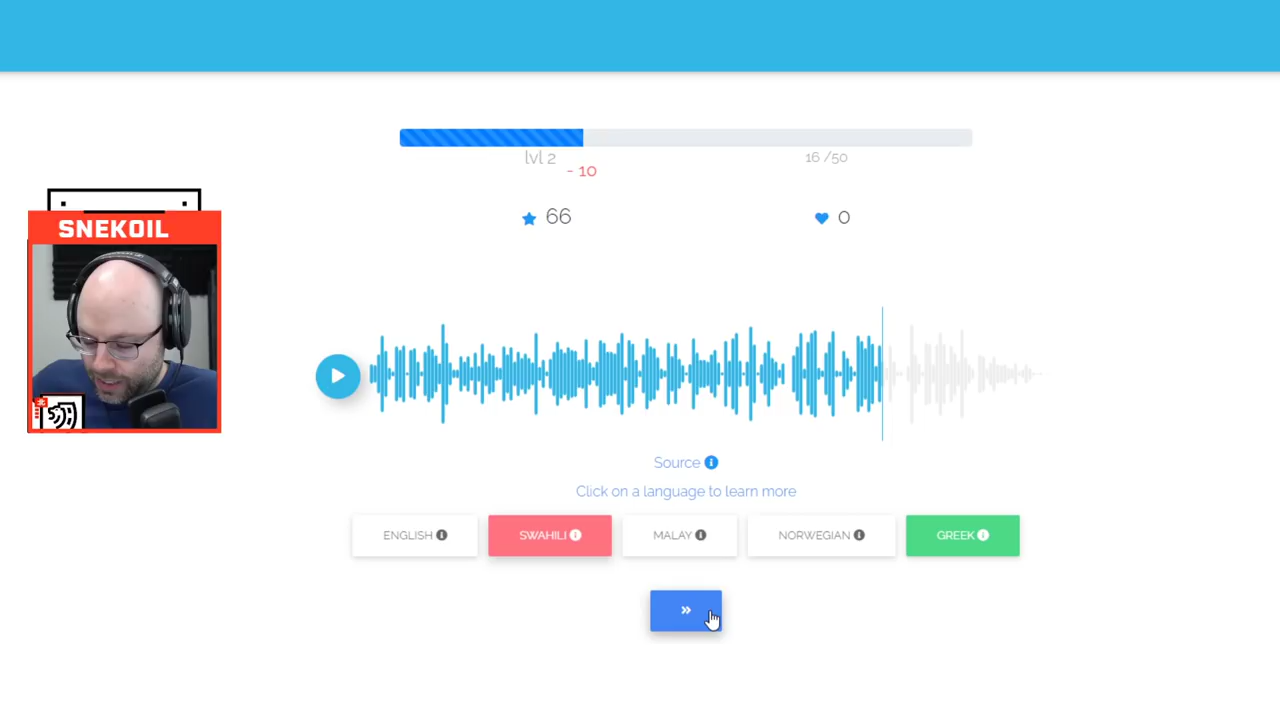 lvl 2
16 /50
- 10
66
0
SNEKOIL
Source
Click on a language to learn more
ENGLISH
SWAHILI
MALAY
NORWEGIAN
GREEK
»